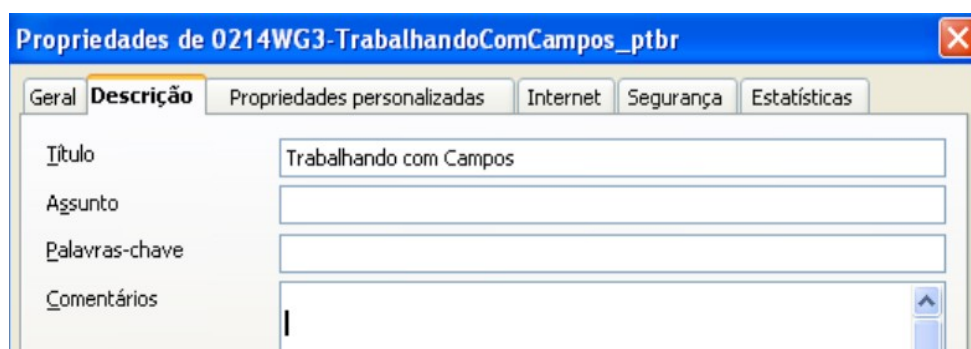 Propriedades de 0214WG3-TrabalhandoComCampos_ptbr
Geral Descrição Propriedades personalizadas Internet Segurança Estatísticas
Título Trabalhando com Campos
Assunto
Palavras-chave
Comentários